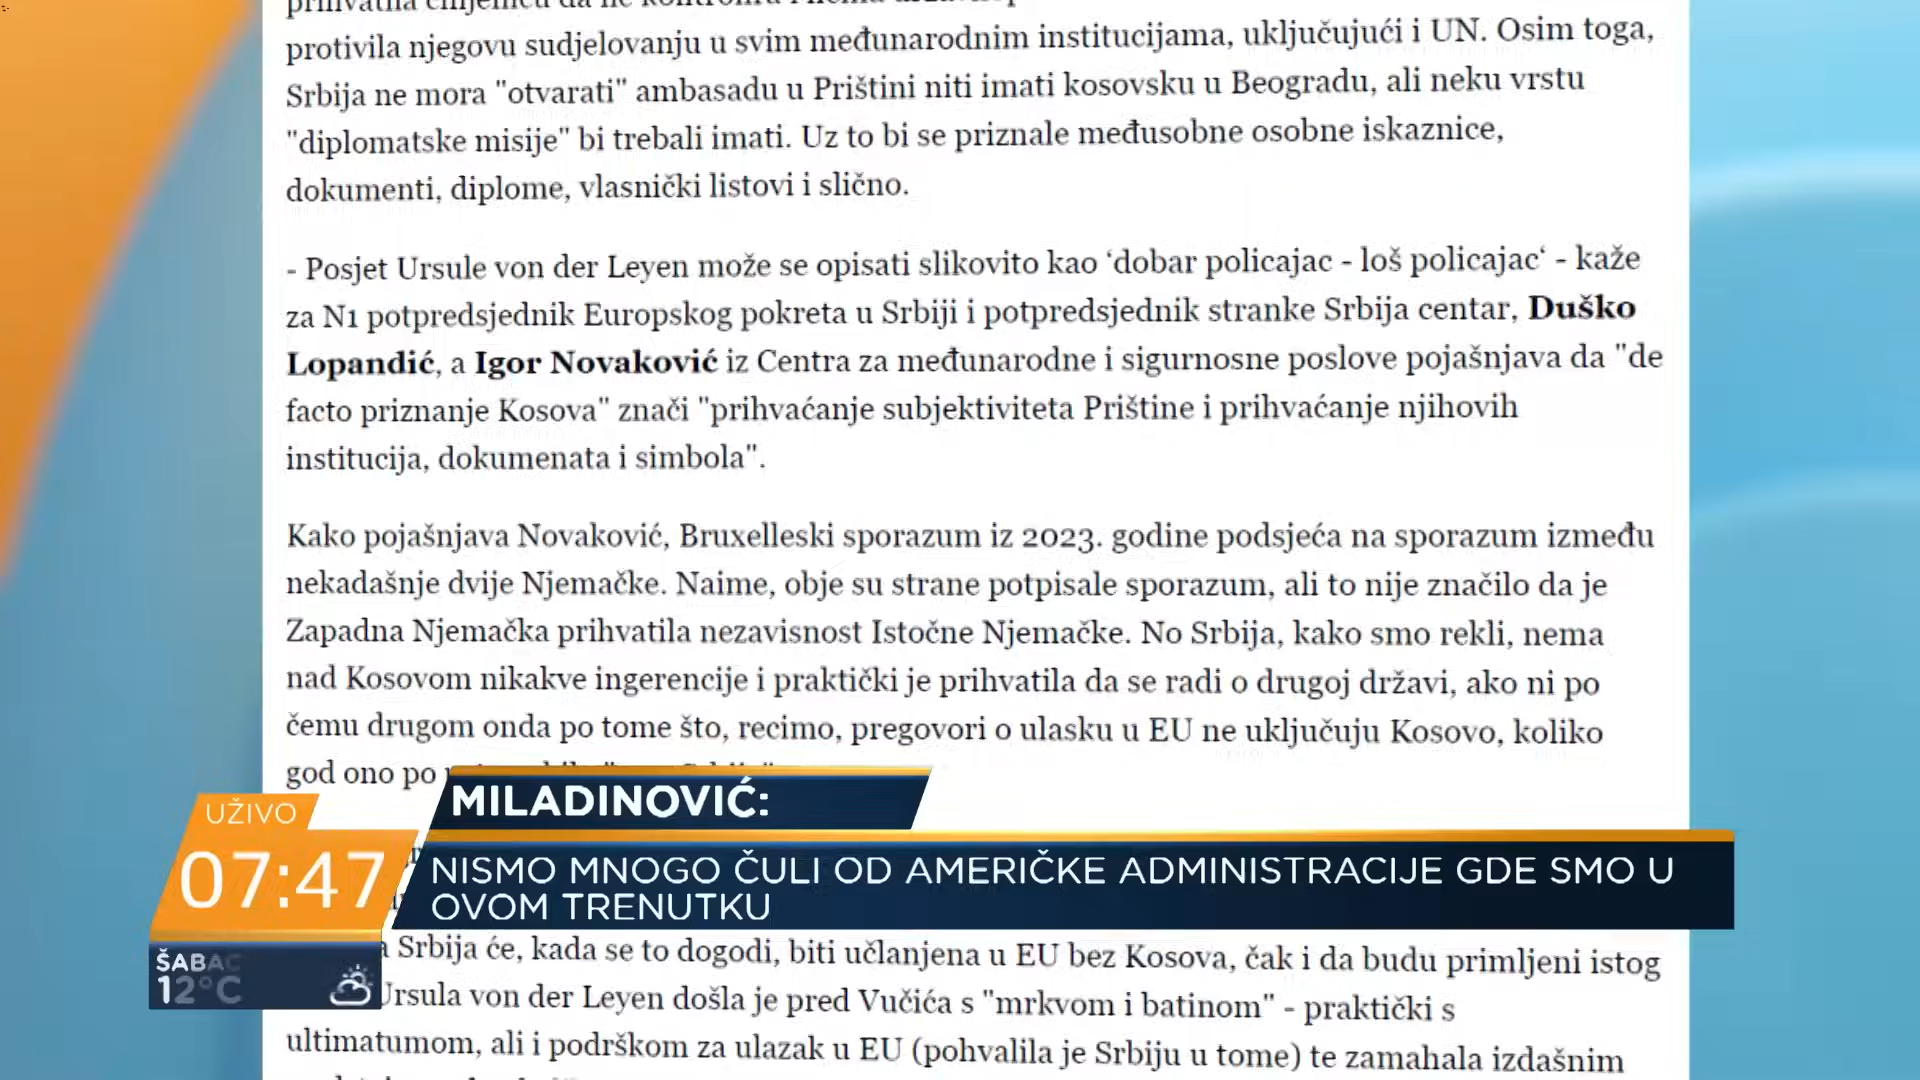 protivila njegovu sudjelovanju u svim međunarodnim institucijama, uključujući i UN. Osim toga,
Srbija ne mora "otvarati" ambasadu u Prištini niti imati kosovsku u Beogradu, ali neku vrstu
"diplomatske misije" bi trebali imati. Uz to bi se priznale međusobne osobne iskaznice,
dokumenti, diplome, vlasnički listovi i slično.
- Posjet Ursule von der Leyen može se opisati slikovito kao ‘dobar policajac - loš policajac‘ - kaže
za N1 potpredsjednik Europskog pokreta u Srbiji i potpredsjednik stranke Srbija centar, Duško
Lopandić, a Igor Novaković iz Centra za međunarodne i sigurnosne poslove pojašnjava da "de
facto priznanje Kosova" znači "prihvaćanje subjektiviteta Prištine i prihvaćanje njihovih
institucija, dokumenata i simbola".
Kako pojašnjava Novaković, Bruxelleski sporazum iz 2023. godine podsjeća na sporazum između
nekadašnje dvije Njemačke. Naime, obje su strane potpisale sporazum, ali to nije značilo da je
Zapadna Njemačka prihvatila nezavisnost Istočne Njemačke. No Srbija, kako smo rekli, nema
nad Kosovom nikakve ingerencije i praktički je prihvatila da se radi o drugoj državi, ako ni po
čemu drugom onda po tome što, recimo, pregovori o ulasku u EU ne uključuju Kosovo, koliko
god ono po
MILADINOVIĆ:
UŽIVO
07:47
NISMO MNOGO ČULI OD AMERIČKE ADMINISTRACIJE GDE SMO U
OVOM TRENUTKU
ŠABAC
12°C
Srbija će, kada se to dogodi, biti učlanjena u EU bez Kosova, čak i da budu primljeni istog
Ursula von der Leyen došla je pred Vučića s "mrkvom i batinom" - praktički s
ultimatumom, ali i podrškom za ulazak u EU (pohvalila je Srbiju u tome) te zamahala izdašnim